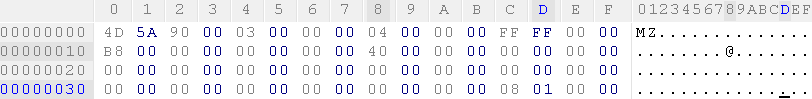 0 1 2 3 4 5 6 7 8 9 A B C D E F 0123456789ABCDEF
00000000 4D 5A 90 00 03 00 00 00 04 00 00 00 FF FF 00 00 MZ..............
00000010 B8 00 00 00 00 00 00 00 40 00 00 00 00 00 00 00 ........@.......
00000020 00 00 00 00 00 00 00 00 00 00 00 00 00 00 00 00 ................
00000030 00 00 00 00 00 00 00 00 00 00 00 00 08 01 00 00 ................